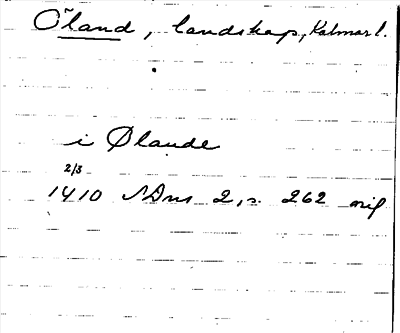 Öland, landskap, Kalmar l.
i Ølande
2/3
1410 SDns 2, s. 262 orig